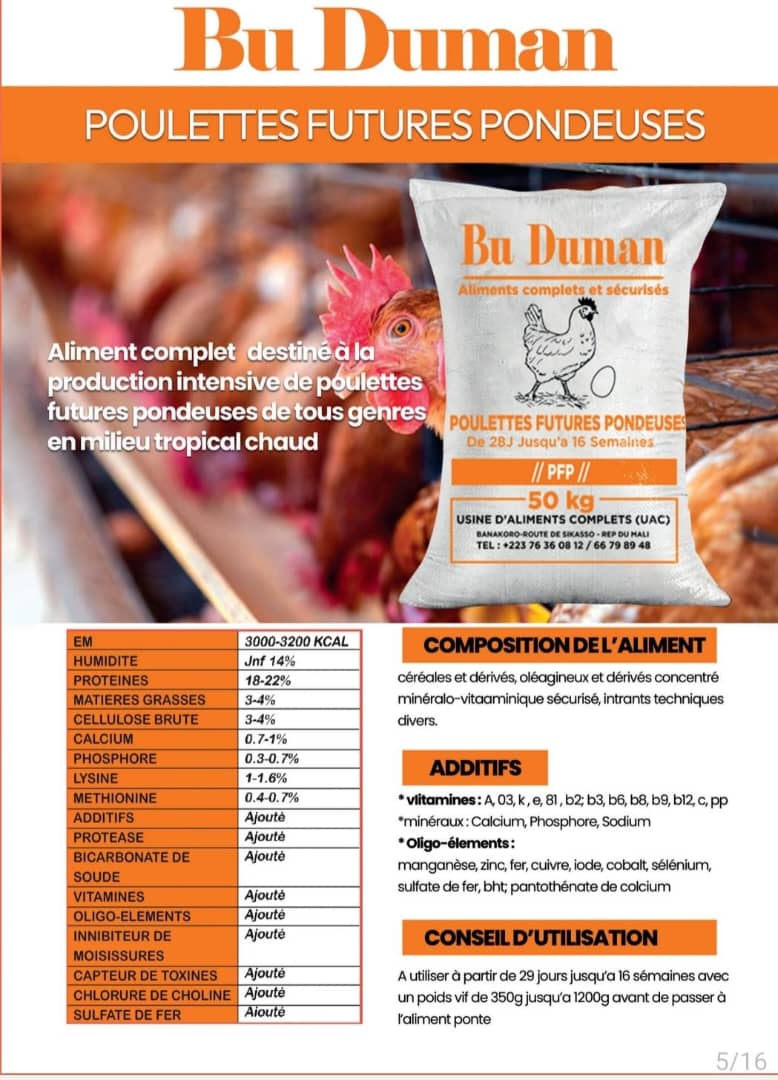 Bu Duman
POULETTES FUTURES PONDEUSES
Aliment complet destiné à la
production intensive de poulettes
futures pondeuses de tous genres
en milieu tropical chaud
Bu Duman
Aliments complets et sécurisés
POULETTES FUTURES PONDEUSES
De 28J Jusqu'a 16 Semaines
// PFP //
50 kg
USINE D'ALIMENTS COMPLETS (UAC)
BANAKORO-ROUTE DE SIKASSO - REP DU MALI
TEL : +223 76 36 08 12 / 66 79 89 48
EM 3000-3200 KCAL
HUMIDITE Jnf 14%
PROTEINES 18-22%
MATIERES GRASSES 3-4%
CELLULOSE BRUTE 3-4%
CALCIUM 0.7-1%
PHOSPHORE 0.3-0.7%
LYSINE 1-1.6%
METHIONINE 0.4-0.7%
ADDITIFS Ajouté
PROTEASE Ajouté
BICARBONATE DE Ajouté
SOUDE
VITAMINES Ajouté
OLIGO-ELEMENTS Ajouté
INNIBITEUR DE Ajouté
MOISISSURES
CAPTEUR DE TOXINES Ajouté
CHLORURE DE CHOLINE Ajouté
SULFATE DE FER Aiouté
COMPOSITION DE L'ALIMENT
céréales et dérivés, oléagineux et dérivés concentré
minéralo-vitaaminique sécurisé, intrants techniques
divers.
ADDITIFS
* vlitamines : A, 03, k , e, 81 , b2; b3, b6, b8, b9, b12, c, pp
*minéraux : Calcium, Phosphore, Sodium
* Oligo-élements :
manganèse, zinc, fer, cuivre, iode, cobalt, sélénium,
sulfate de fer, bht; pantothénate de colcium
CONSEIL D'UTILISATION
A utiliser à partir de 29 jours jusqu'a 16 sémaines avec
un poids vif de 350g jusqu'a 1200g avant de passer à
l'aliment ponte
5/16